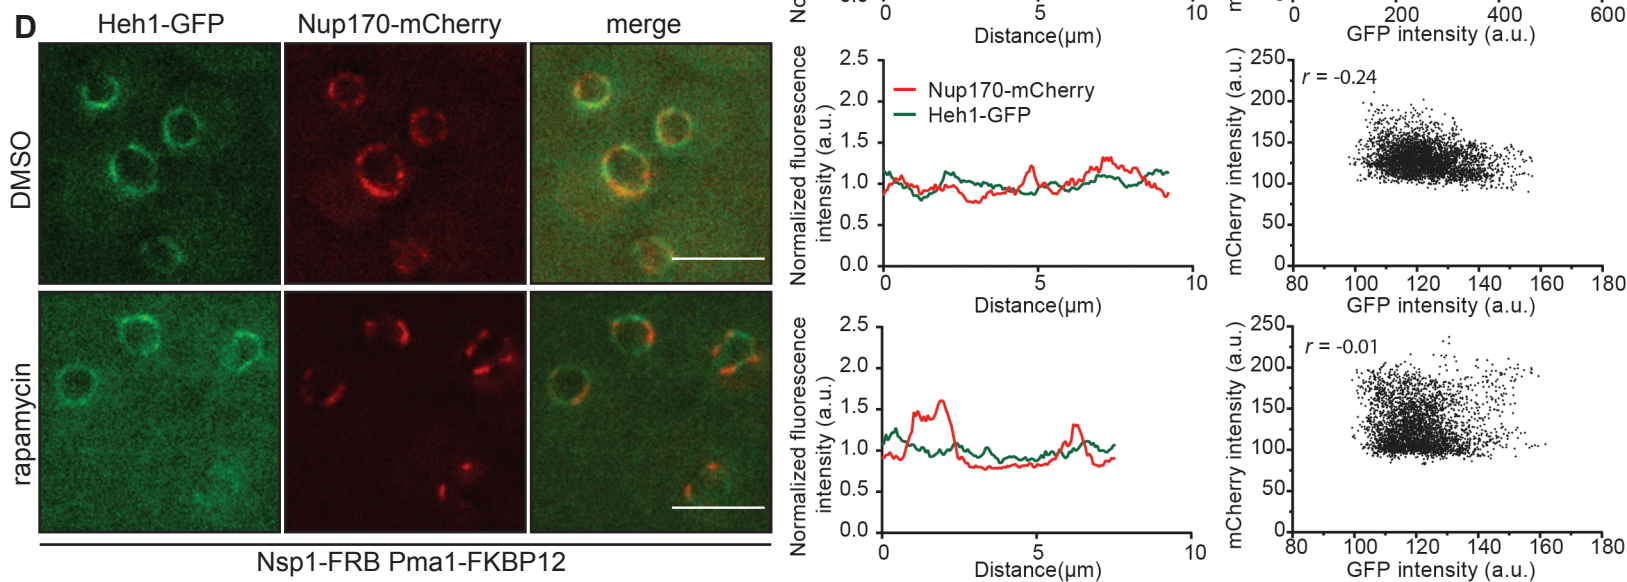 D
Heh1-GFP Nup170-mCherry merge
DMSO
rapamycin
Nsp1-FRB Pma1-FKBP12
0 5 10
Distance(µm)
Normalized fluorescence
intensity (a.u.)
2.5
2.0
1.5
1.0
0.5
0.0
Nup170-mCherry
Heh1-GFP
0 5 10
Distance(µm)
Normalized fluorescence
intensity (a.u.)
2.5
2.0
1.5
1.0
0.5
0.0
0 5 10
Distance(µm)
0 200 400 600
GFP intensity (a.u.)
mCherry intensity (a.u.)
250
200
150
100
50
0
r = -0.24
80 100 120 140 160 180
GFP intensity (a.u.)
mCherry intensity (a.u.)
250
200
150
100
50
0
r = -0.01
80 100 120 140 160 180
GFP intensity (a.u.)